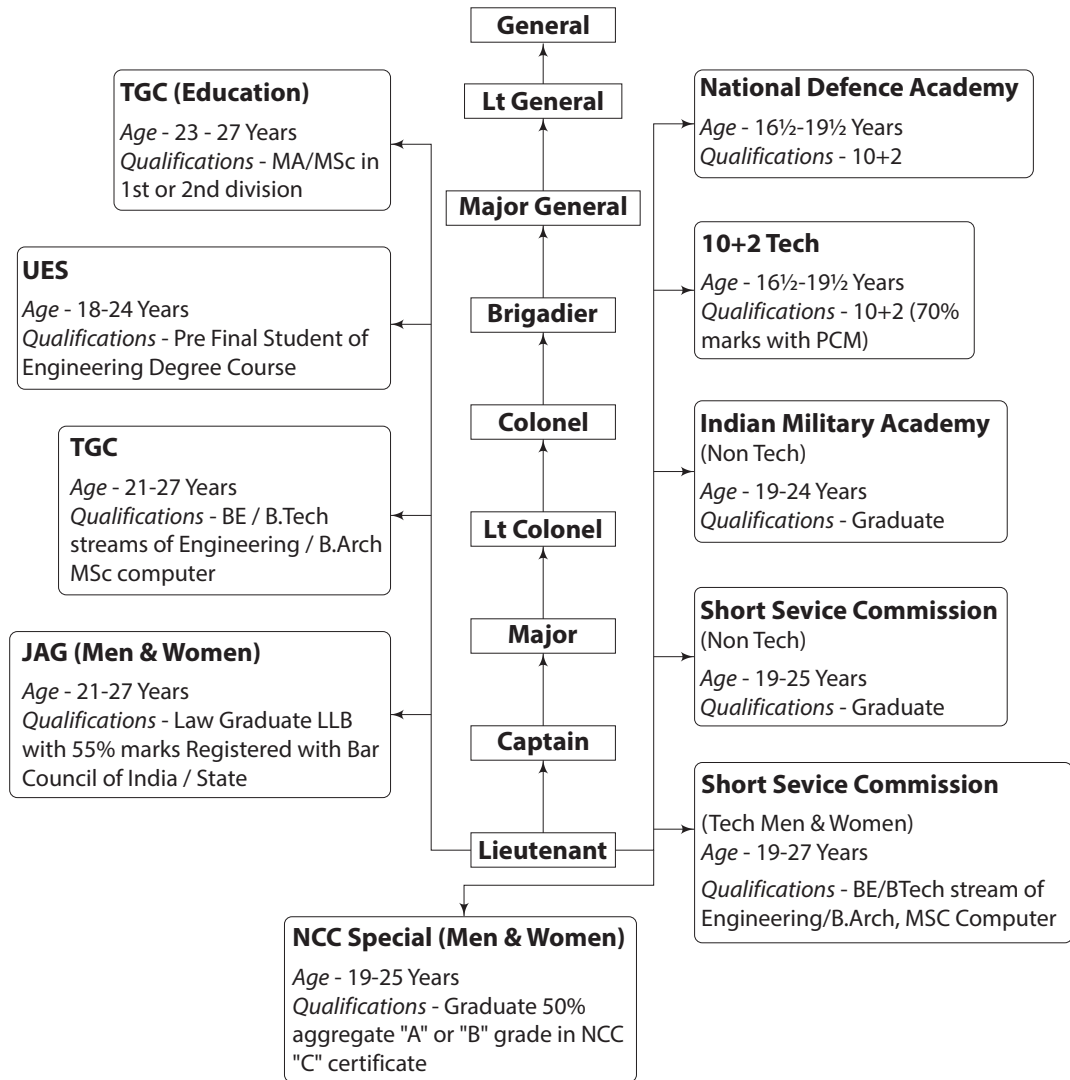 General
Lt General
Major General
Brigadier
Colonel
Lt Colonel
Major
Captain
Lieutenant
TGC (Education)
Age - 23 - 27 Years
Qualifications - MA/MSc in
1st or 2nd division
UES
Age - 18-24 Years
Qualifications - Pre Final Student of
Engineering Degree Course
TGC
Age - 21-27 Years
Qualifications - BE / B.Tech
streams of Engineering / B.Arch
MSc computer
JAG (Men & Women)
Age - 21-27 Years
Qualifications - Law Graduate LLB
with 55% marks Registered with Bar
Council of India / State
National Defence Academy
Age - 16½-19½ Years
Qualifications - 10+2
10+2 Tech
Age - 16½-19½ Years
Qualifications - 10+2 (70%
marks with PCM)
Indian Military Academy
(Non Tech)
Age - 19-24 Years
Qualifications - Graduate
Short Sevice Commission
(Non Tech)
Age - 19-25 Years
Qualifications - Graduate
Short Sevice Commission
(Tech Men & Women)
Age - 19-27 Years
Qualifications - BE/BTech stream of
Engineering/B.Arch, MSC Computer
NCC Special (Men & Women)
Age - 19-25 Years
Qualifications - Graduate 50%
aggregate "A" or "B" grade in NCC
"C" certificate